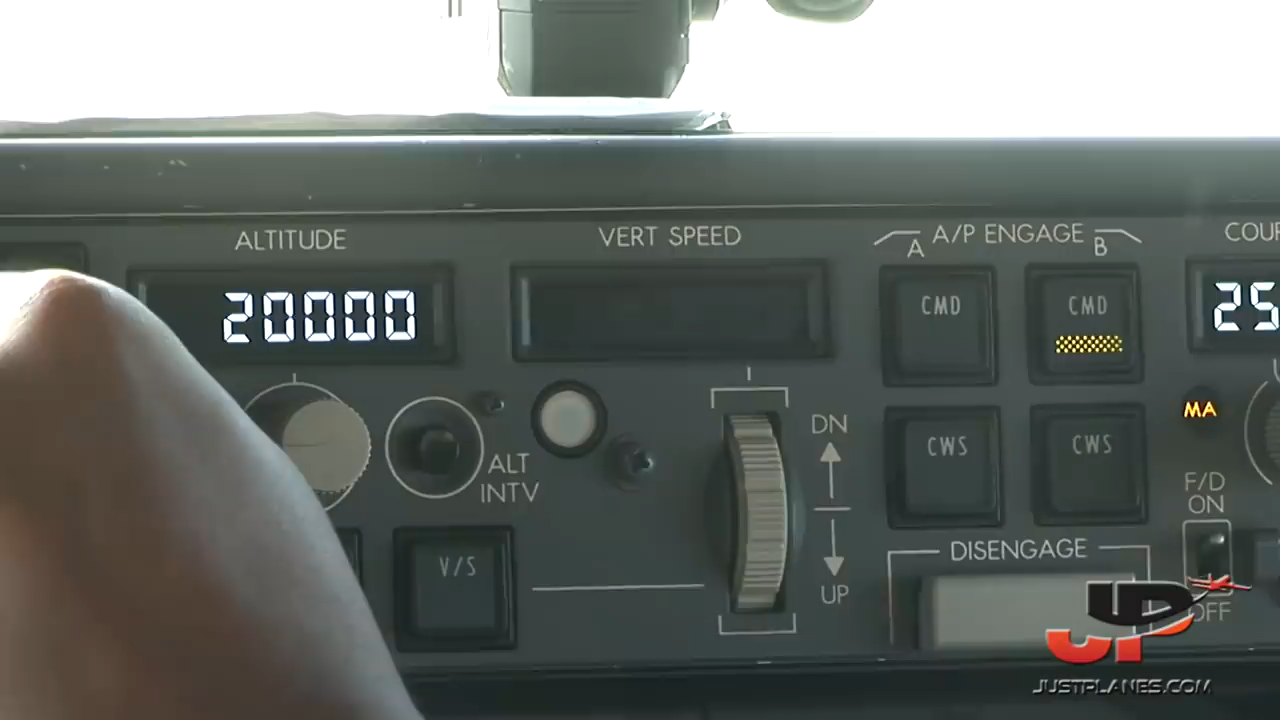 ALTITUDE
VERT SPEED
A/P ENGAGE
A
B
COUR
20000
CMD
CMD
25
MA
DN
ALT
INTV
CWS
CWS
F/D
ON
V/S
DISENGAGE
UP
OFF
JP
JUSTPLANES.COM